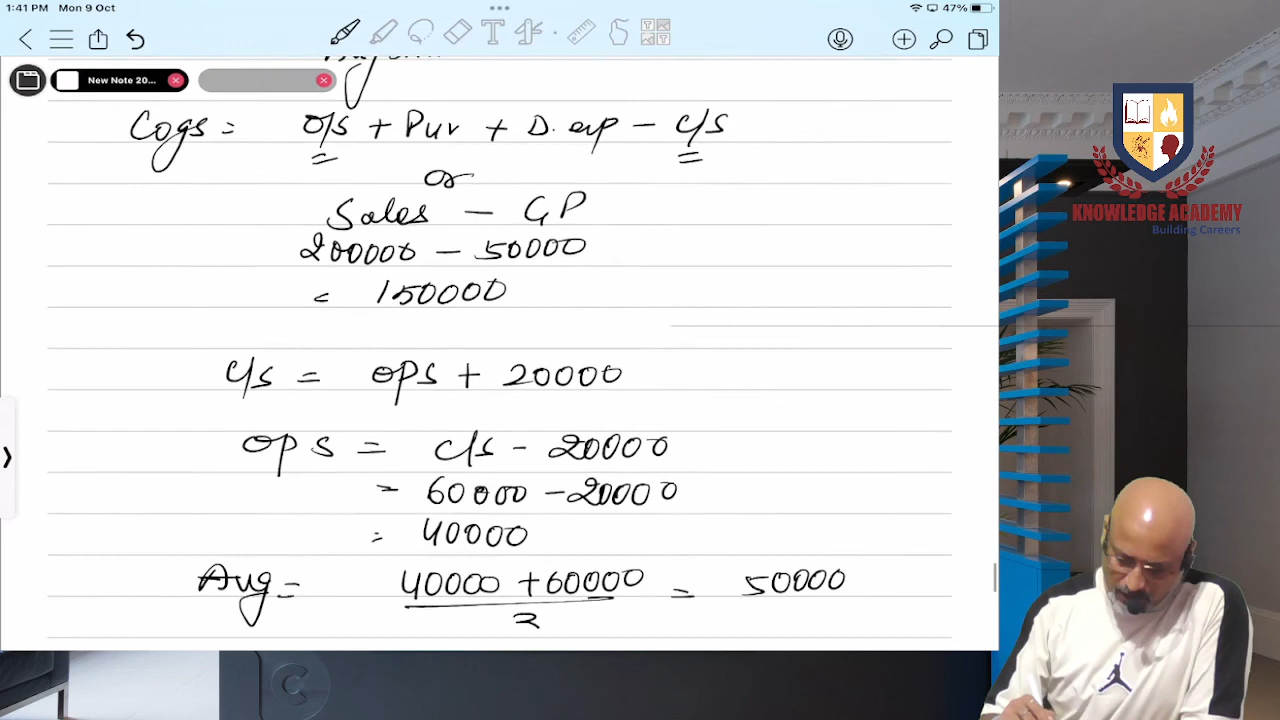 1:41 PM Mon 9 Oct
47%
New Note 20...
Cogs = O/S + Pur + D. exp - C/S
or
Sales - GP
200000 - 50000
= 150000
C/S = OPS + 20000
OPS = C/S - 20000
= 60000 - 20000
= 40000
Avg = 40000 + 60000 = 50000
2
KNOWLEDGE ACADEMY
Building Careers